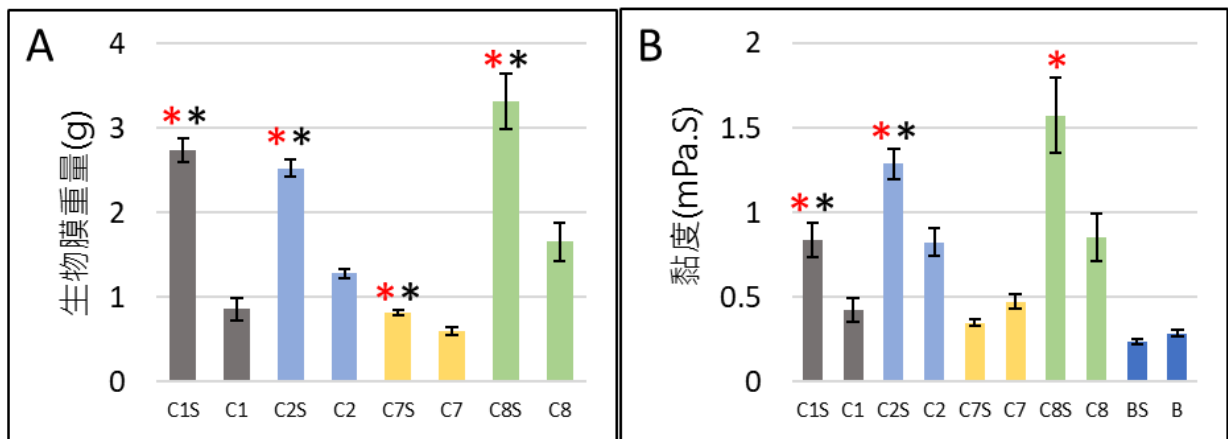 A
生物膜重量(g)
4
3
2
1
0
** ** ** **
C1S C1 C2S C2 C7S C7 C8S C8
B
黏度(mPa.S)
2
1.5
1
0.5
0
** ** *
C1S C1 C2S C2 C7S C7 C8S C8 BS B